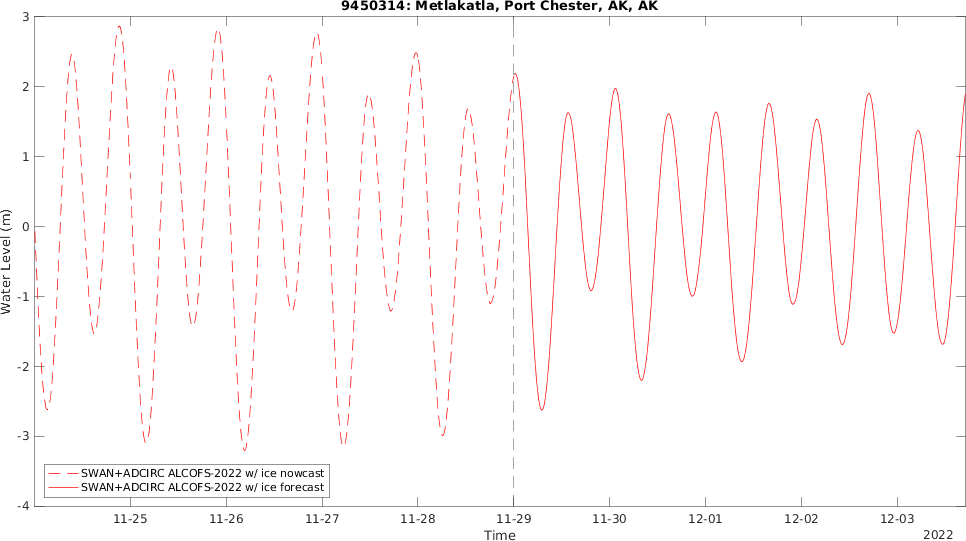 9450314: Metlakatla, Port Chester, AK, AK
3
2
1
0
-1
-2
-3
-4
Water Level (m)
SWAN+ADCIRC ALCOFS-2022 w/ ice nowcast
SWAN+ADCIRC ALCOFS-2022 w/ ice forecast
11-25 11-26 11-27 11-28 11-29 11-30 12-01 12-02 12-03
Time
2022